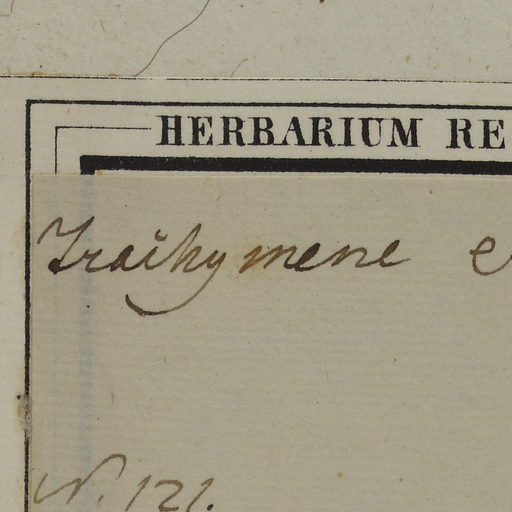 HERBARIUM RE
Trachymene e
N. 121.